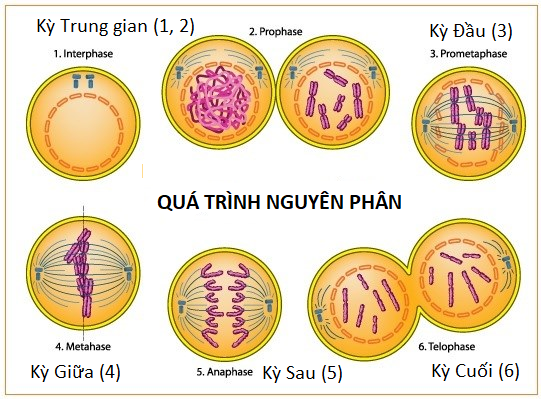 Kỳ Trung gian (1, 2)
1. Interphase
2. Prophase
Kỳ Đầu (3)
3. Prometaphase
QUÁ TRÌNH NGUYÊN PHÂN
4. Metahase
Kỳ Giữa (4)
5. Anaphase
Kỳ Sau (5)
6. Telophase
Kỳ Cuối (6)